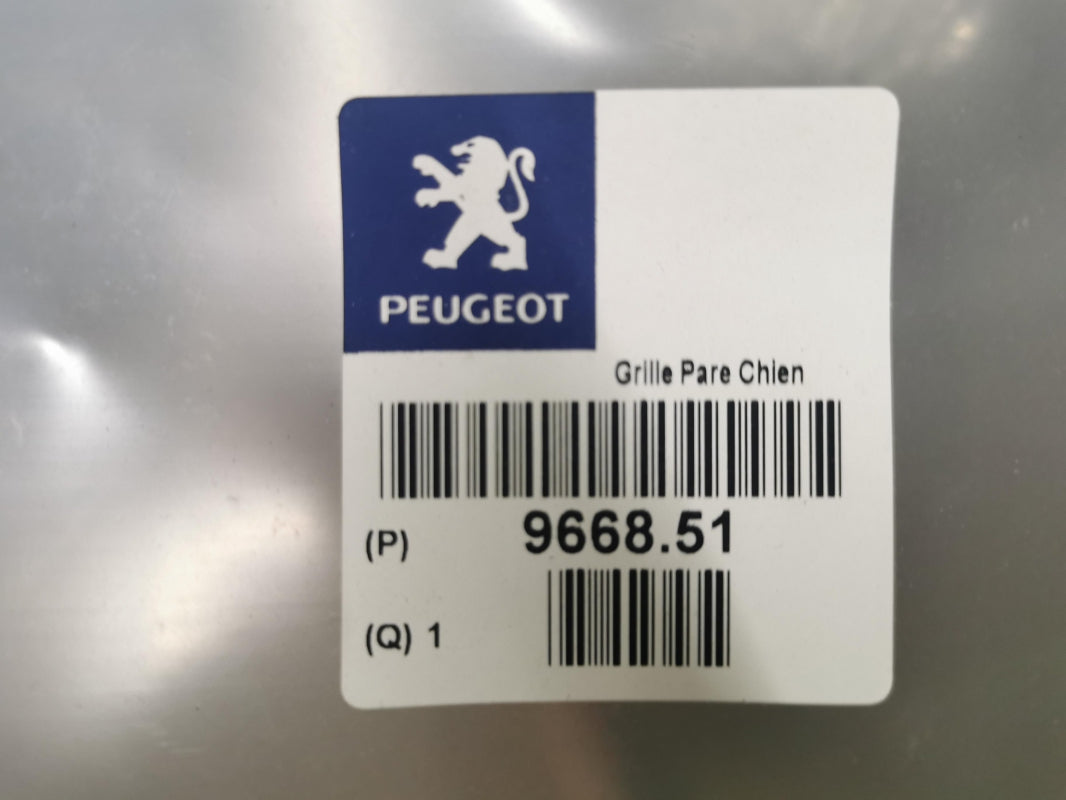 PEUGEOT
Grille Pare Chien
(P) 9668.51
(Q) 1